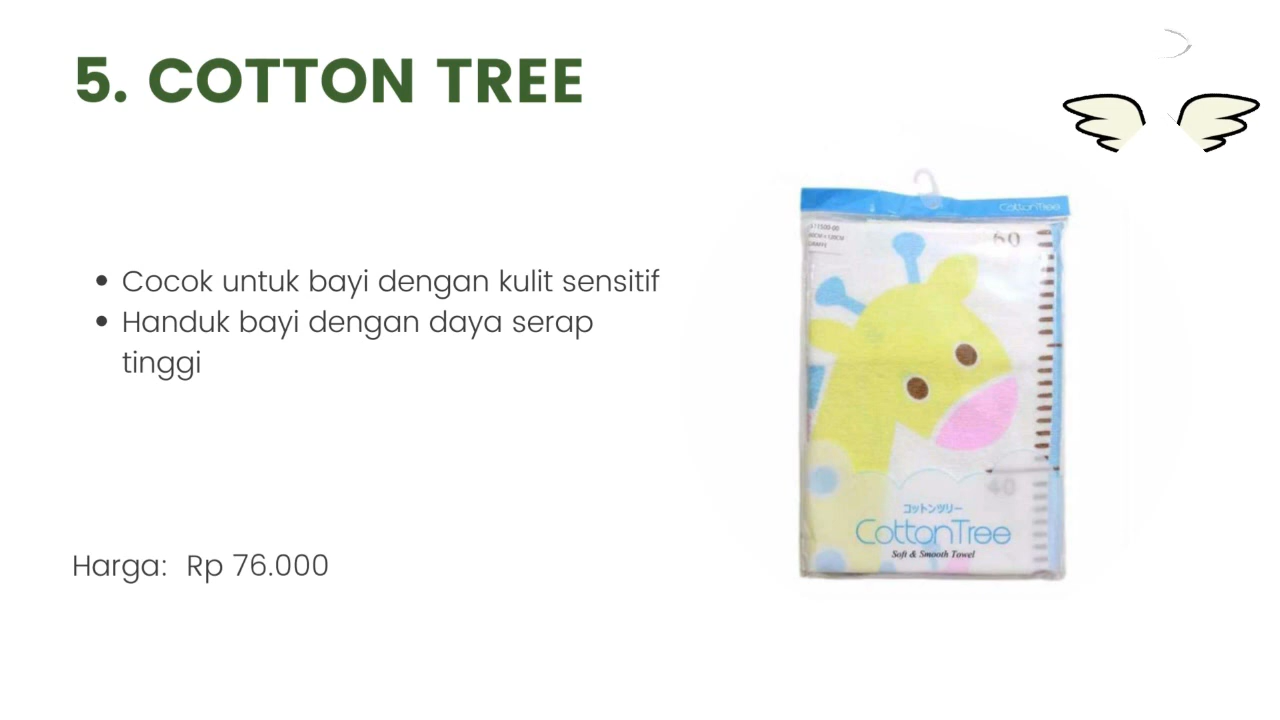 5. COTTON TREE
Cocok untuk bayi dengan kulit sensitif
Handuk bayi dengan daya serap
tinggi
Harga: Rp 76.000
CottonTree
60
40
コットンツリー
CottonTree
Soft & Smooth Towel